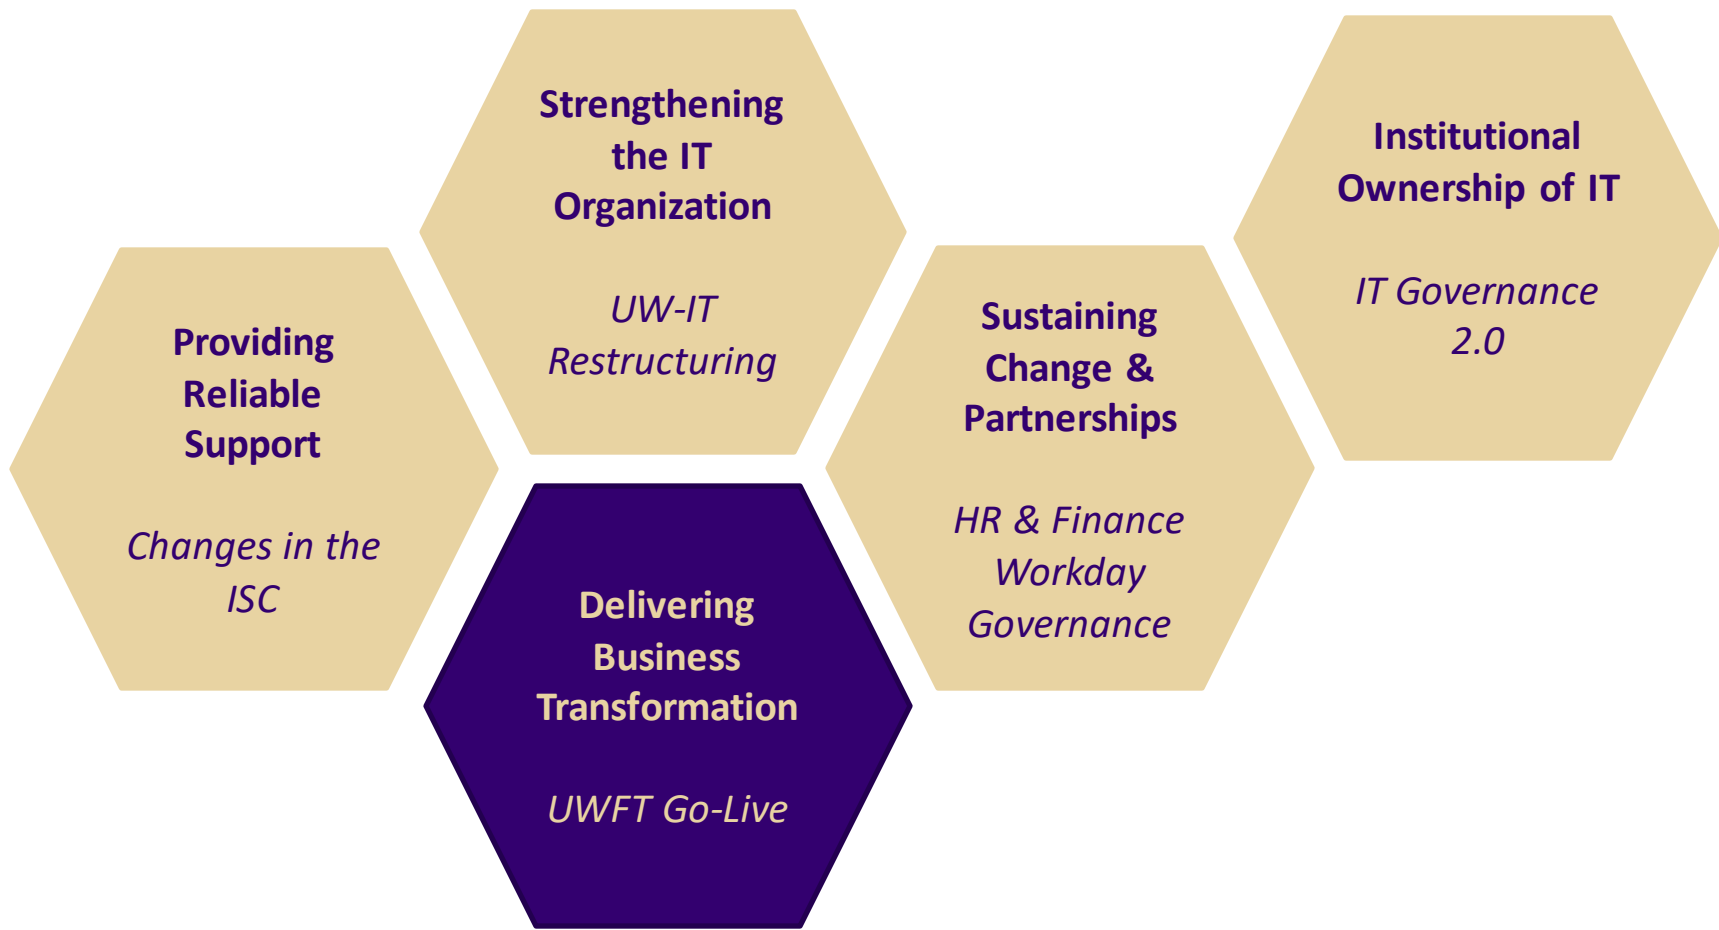 Strengthening
the IT
Organization
UW-IT
Restructuring
Institutional
Ownership of IT
IT Governance
2.0
Providing
Reliable
Support
Changes in the
ISC
Sustaining
Change &
Partnerships
HR & Finance
Workday
Governance
Delivering
Business
Transformation
UWFT Go-Live